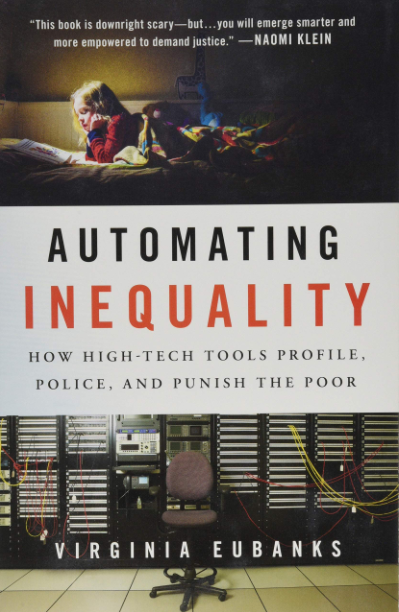 “This book is downright scary—but…you will emerge smarter and
more empowered to demand justice.” —NAOMI KLEIN
AUTOMATING
INEQUALITY
HOW HIGH-TECH TOOLS PROFILE,
POLICE, AND PUNISH THE POOR
VIRGINIA EUBANKS